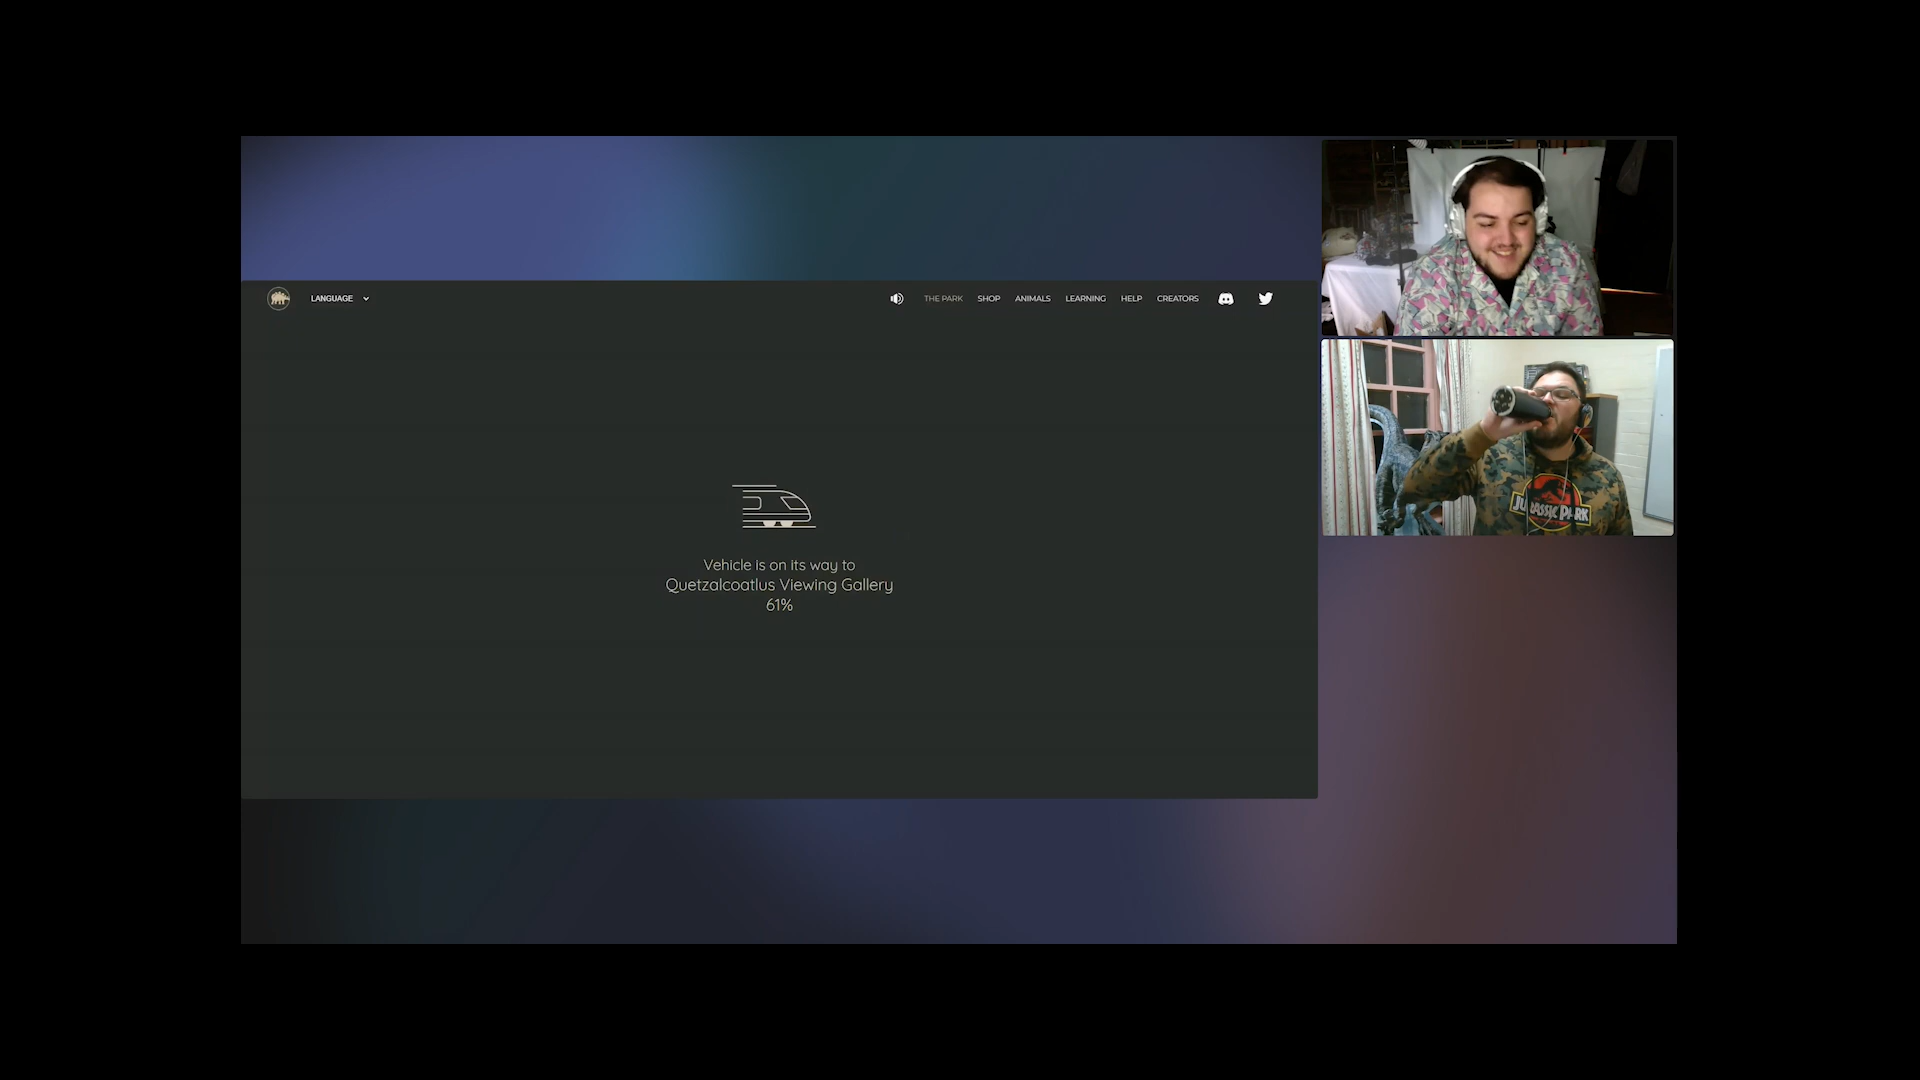 LANGUAGE
THE PARK SHOP ANIMALS LEARNING HELP CREATORS
Vehicle is on its way to
Quetzalcoatlus Viewing Gallery
61%
JURASSIC PARK